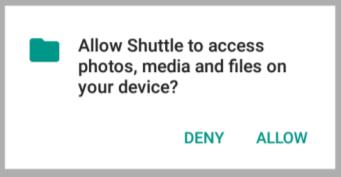 Allow Shuttle to access
photos, media and files on
your device?
DENY ALLOW